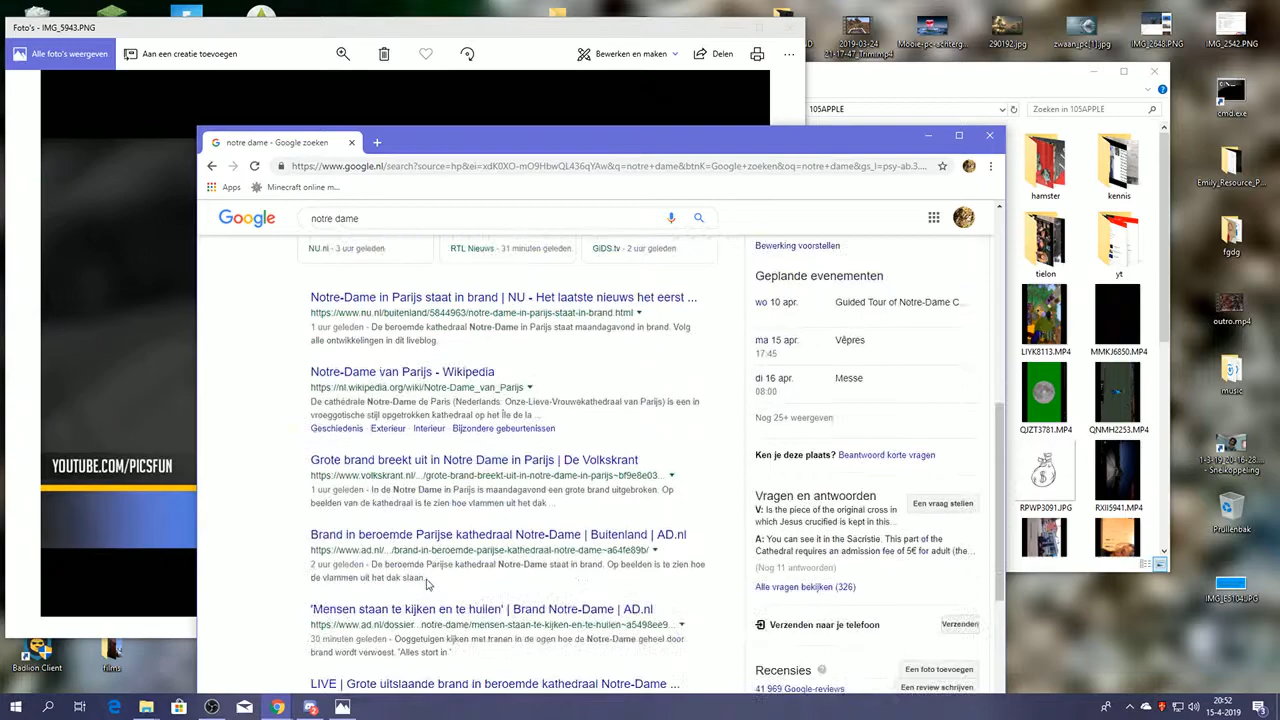 Foto's - IMG_5943.PNG
Alle foto's weergeven
Aan een creatie toevoegen
Bewerken en maken
Delen
2019-03-24
21-17-47_Trim.mp4
Mooie-pc-achterg...
290192.jpg
zwaan_pc[1].jpg
IMG_2648.PNG
IMG_2542.PNG
105APPLE
Zoeken in 105APPLE
notre dame - Google zoeken
https://www.google.nl/search?source=hp&ei=xdK0XO-mO9HbwQL436qYAw&q=notre+dame&btnK=Google+zoeken&oq=notre+dame&gs_l=psy-ab.3....
Apps
Minecraft online m...
Google
notre dame
NU.nl - 3 uur geleden
RTL Nieuws - 31 minuten geleden
GIDS.tv - 2 uur geleden
Notre-Dame in Parijs staat in brand | NU - Het laatste nieuws het eerst ...
https://www.nu.nl/buitenland/5844963/notre-dame-in-parijs-staat-in-brand.html
1 uur geleden - De beroemde kathedraal Notre-Dame in Parijs staat maandagavond in brand. Volg
alle ontwikkelingen in dit liveblog.
Notre-Dame van Parijs - Wikipedia
https://nl.wikipedia.org/wiki/Notre-Dame_van_Parijs
De cathédrale Notre-Dame de Paris (Nederlands: Onze-Lieve-Vrouwekathedraal van Parijs) is een in
vroeggotische stijl opgetrokken kathedraal op het Île de la ...
Geschiedenis · Exterieur · Interieur · Bijzondere gebeurtenissen
Grote brand breekt uit in Notre Dame in Parijs | De Volkskrant
https://www.volkskrant.nl/.../grote-brand-breekt-uit-in-notre-dame-in-parijs~bf9e8e03...
1 uur geleden - In de Notre Dame in Parijs is maandagavond een grote brand uitgebroken. Op
beelden is te zien hoe vlammen uit het dak ...
Brand in beroemde Parijse kathedraal Notre-Dame | Buitenland | AD.nl
https://www.ad.nl/.../brand-in-beroemde-parijse-kathedraal-notre-dame~a64fe89b/
2 uur geleden - De beroemde Parijse kathedraal Notre-Dame staat in brand. Op beelden is te zien hoe
de vlammen uit het dak slaan.
'Mensen staan te kijken en te huilen' | Brand Notre-Dame | AD.nl
https://www.ad.nl/dossier...notre-dame/mensen-staan-te-kijken-en-te-huilen~a5498ee9...
30 minuten geleden - Ooggetuigen kijken met tranen in de ogen hoe de Notre-Dame geheel door
brand wordt verwoest. 'Alles stort in '
LIVE | Grote uitslaande brand in beroemde kathedraal Notre-Dame ...
Bewerking voorstellen
Geplande evenementen
wo 10 apr.
Guided Tour of Notre-Dame C...
ma 15 apr.
Vêpres
17:45
di 16 apr.
Messe
08:00
Nog 25+ weergeven
Ken je deze plaats? Beantwoord korte vragen
Vragen en antwoorden
Een vraag stellen
V: Is the piece of the original cross in
which Jesus crucified is kept in this...
A: You can see it in the Sacristie. This part of the
Cathedral requires an admission fee of 5€ for adult (the...
(Nog 11 antwoorden)
Alle vragen bekijken (326)
Verzenden naar je telefoon
Verzenden
Recensies
Een foto toevoegen
41.969 Google-reviews
Een review schrijven
YOUTUBE.COM/PICSFUN
hamster
kennis
tielon
yt
LIYK8113.MP4
MMKJ6850.MP4
QJZT3781.MP4
QNMH2253.MP4
RPWP3091.JPG
RXII5941.MP4
cmd.exe
Emily_Resource_P...
fgdg
outro.mp4
music
1-3-19_20-16-28...
- Snelkoppeling
Prullenbak
IMG_E5104.JPG
Badlion Client
films
20:52
15-4-2019